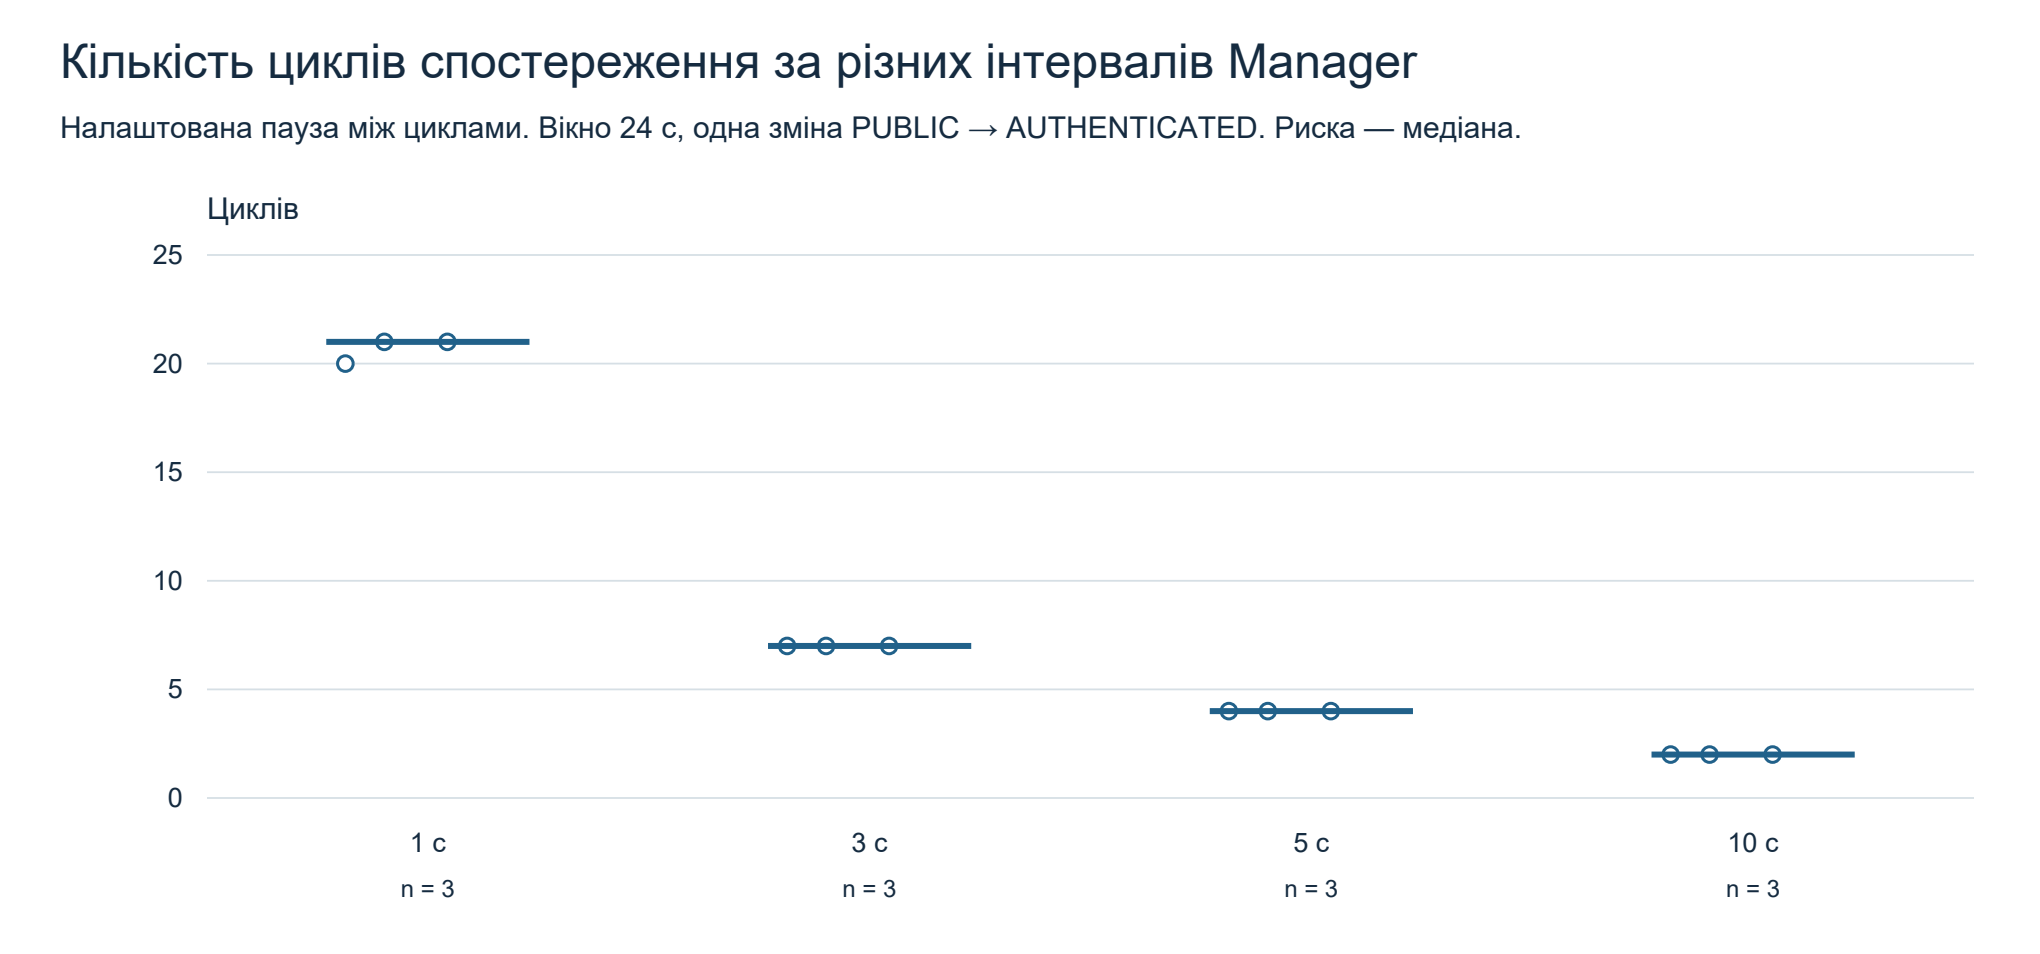 Кількість циклів спостереження за різних інтервалів Manager
Налаштована пауза між циклами. Вікно 24 с, одна зміна PUBLIC → AUTHENTICATED. Риска — медіана.
Циклів
25
20
15
10
5
0
1 с
3 с
5 с
10 с
n = 3
n = 3
n = 3
n = 3